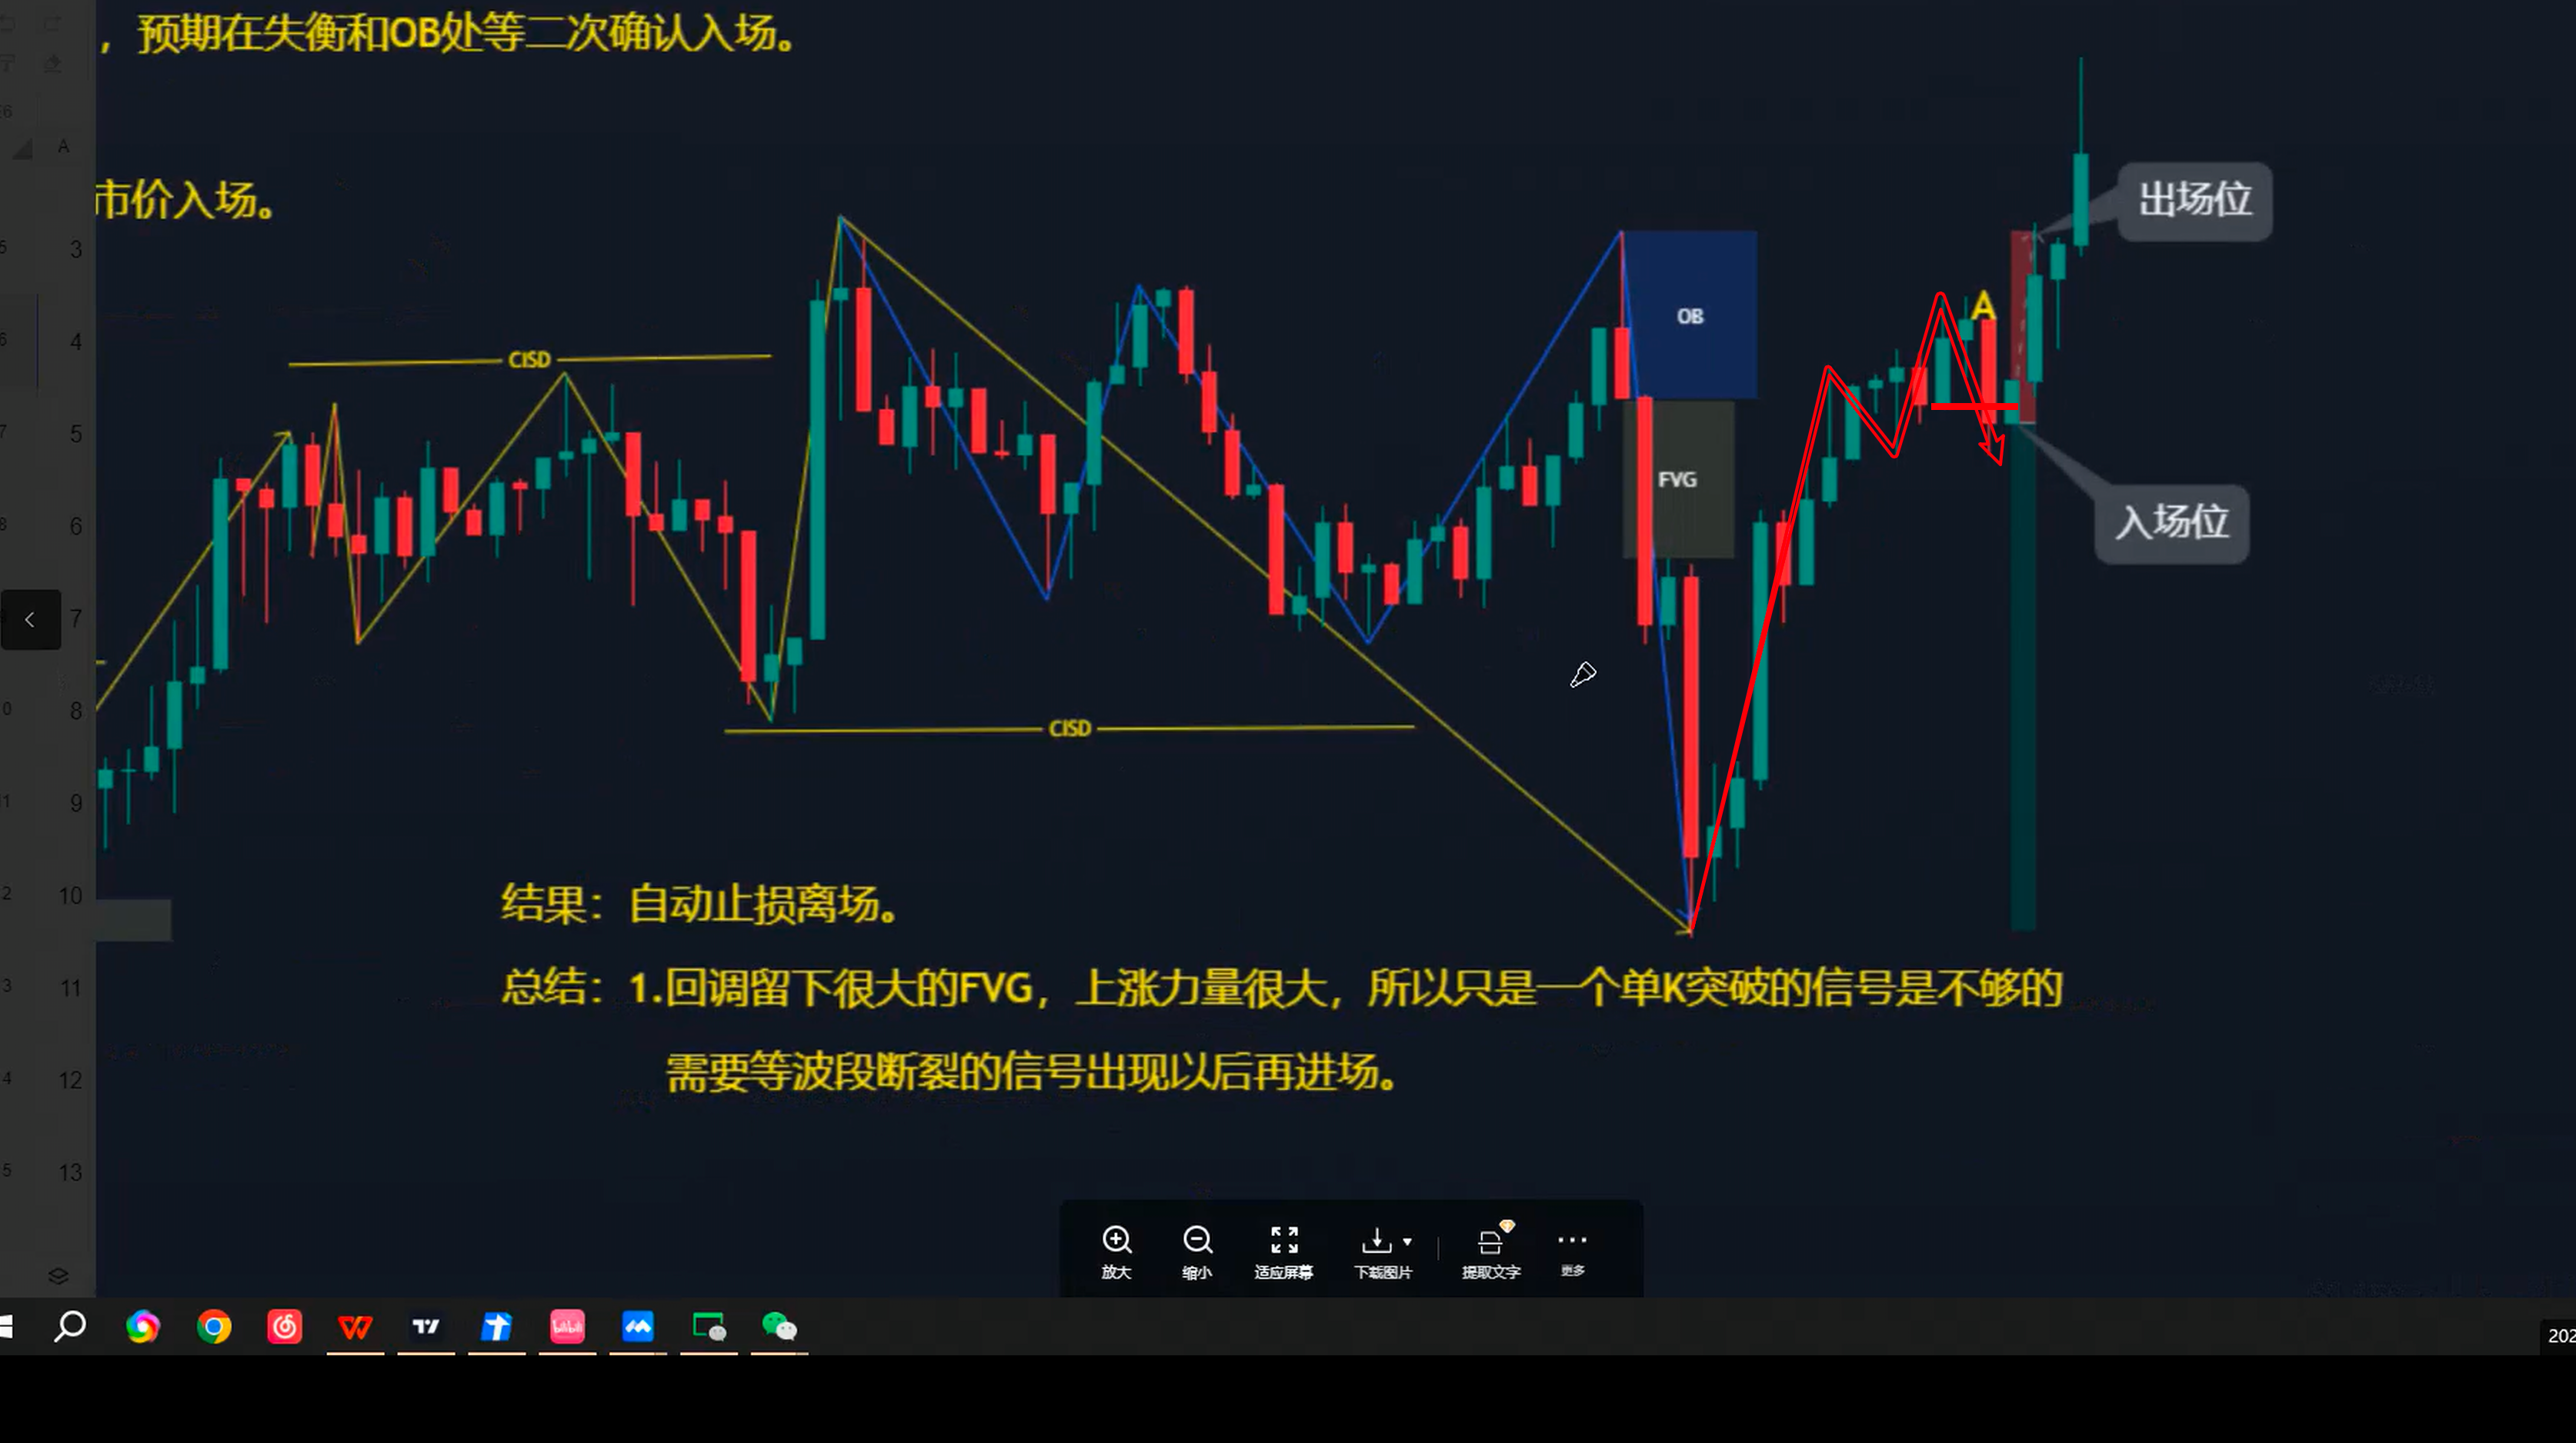 ，预期在失衡和OB处等二次确认入场。
市价入场。
A
出场位
CISD
OB
A
FVG
入场位
CISD
3
4
5
6
7
8
9
10
11
12
13
结果：自动止损离场。
总结：1.回调留下很大的FVG，上涨力量很大，所以只是一个单K突破的信号是不够的
需要等波段断裂的信号出现以后再进场。
放大
缩小
适应屏幕
下载图片
提取文字
更多
bilibili
202